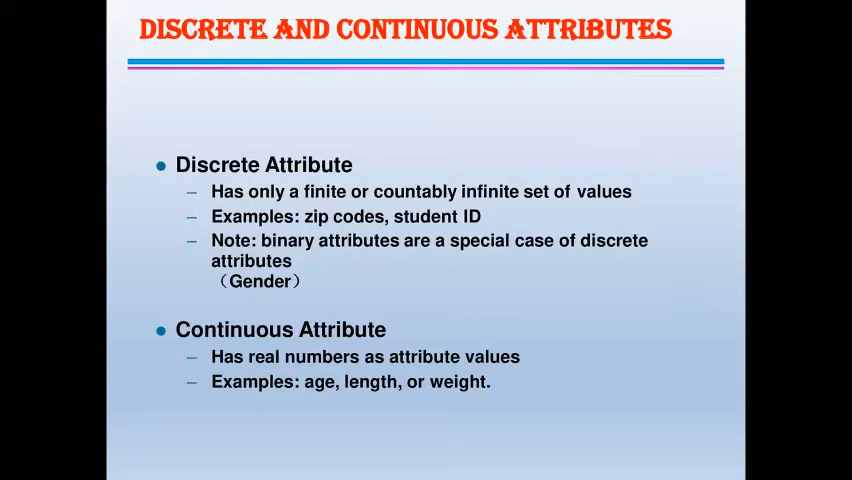 DISCRETE AND CONTINUOUS ATTRIBUTES
● Discrete Attribute
– Has only a finite or countably infinite set of values
– Examples: zip codes, student ID
– Note: binary attributes are a special case of discrete
attributes
（Gender）
● Continuous Attribute
– Has real numbers as attribute values
– Examples: age, length, or weight.